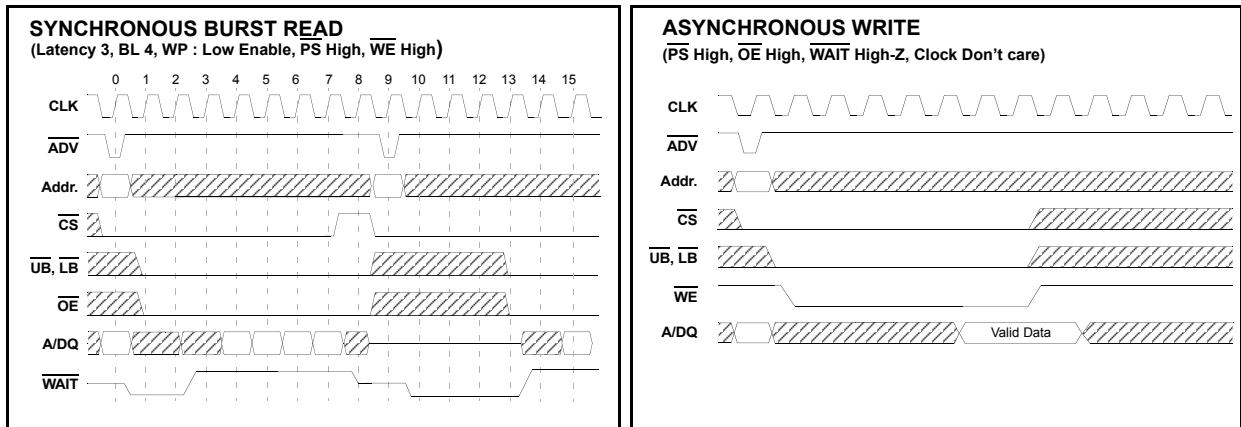 SYNCHRONOUS BURST READ
(Latency 3, BL 4, WP : Low Enable, PS High, WE High)
0 1 2 3 4 5 6 7 8 9 10 11 12 13 14 15
CLK
ADV
Addr.
CS
UB, LB
OE
A/DQ
WAIT
ASYNCHRONOUS WRITE
(PS High, OE High, WAIT High-Z, Clock Don't care)
CLK
ADV
Addr.
CS
UB, LB
WE
A/DQ Valid Data